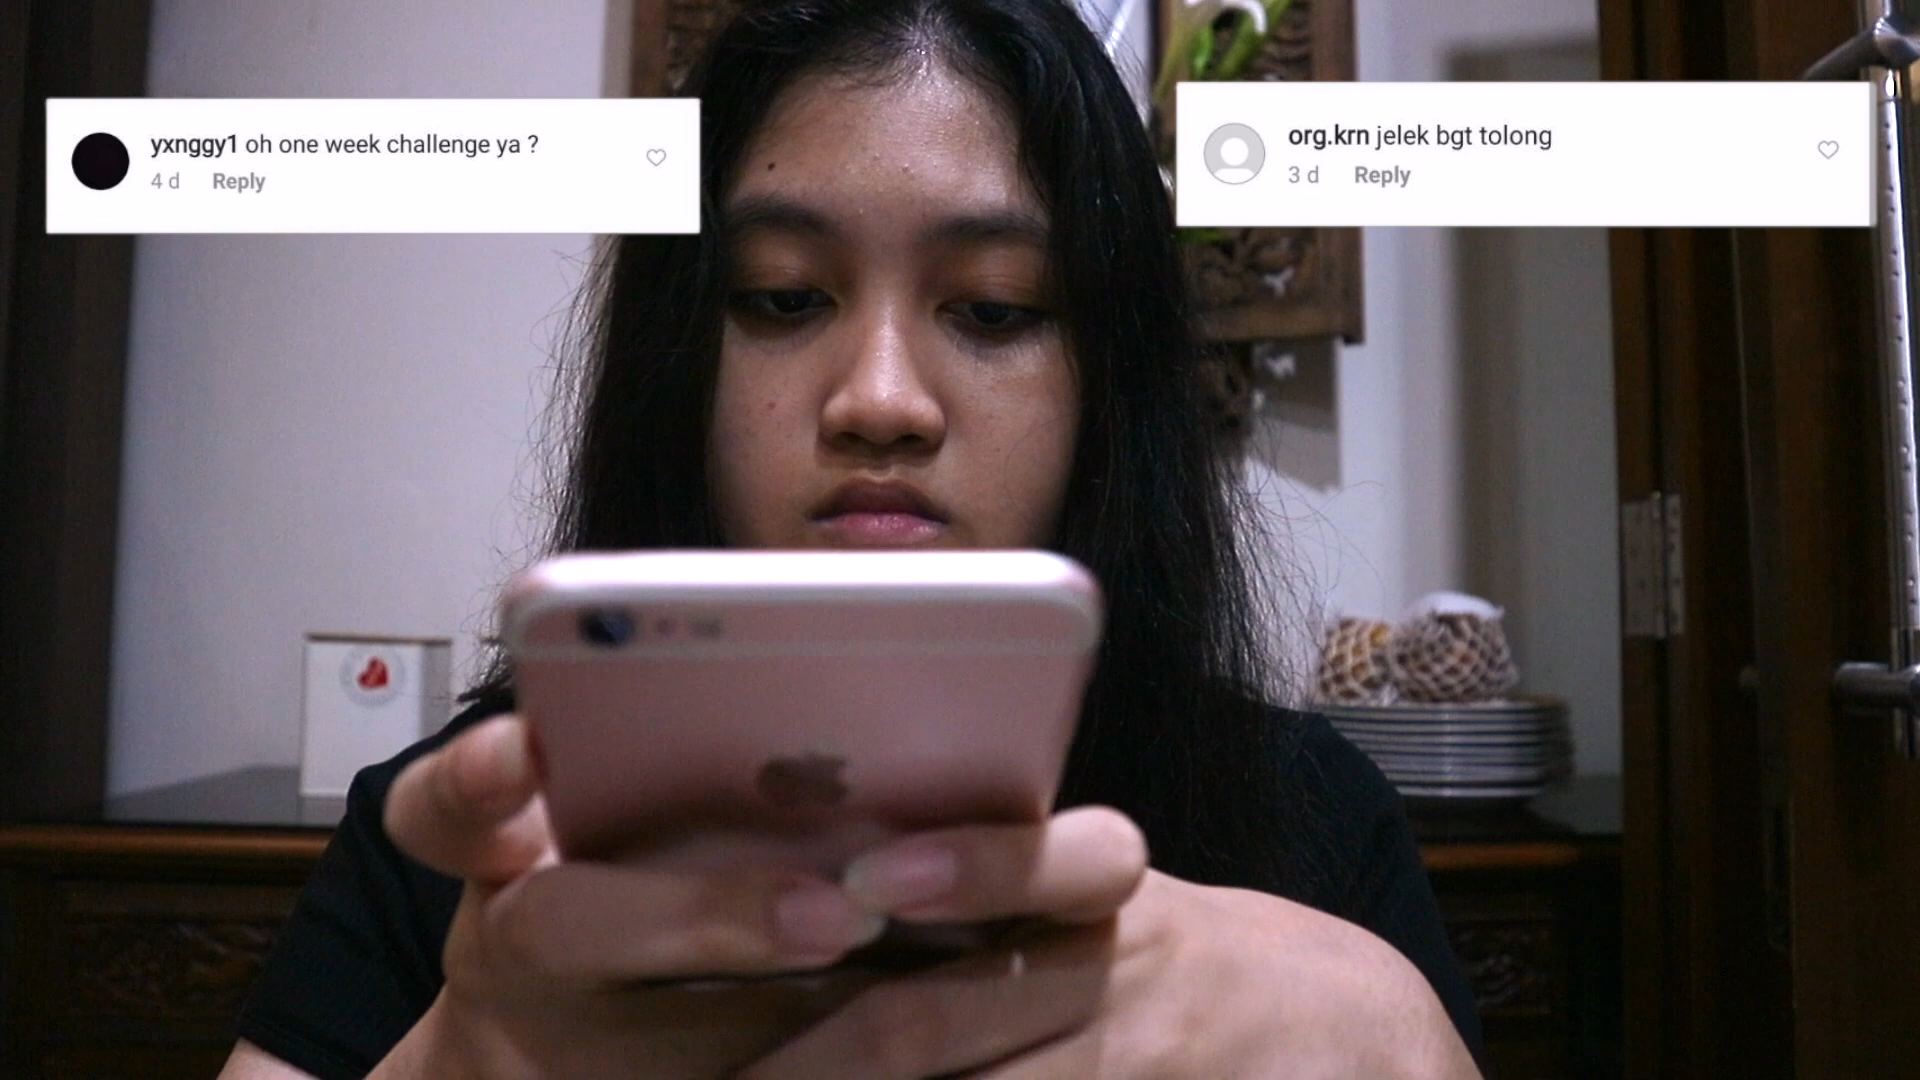 yxnggy1 oh one week challenge ya ?
4 d Reply
org.krn jelek bgt tolong
3 d Reply